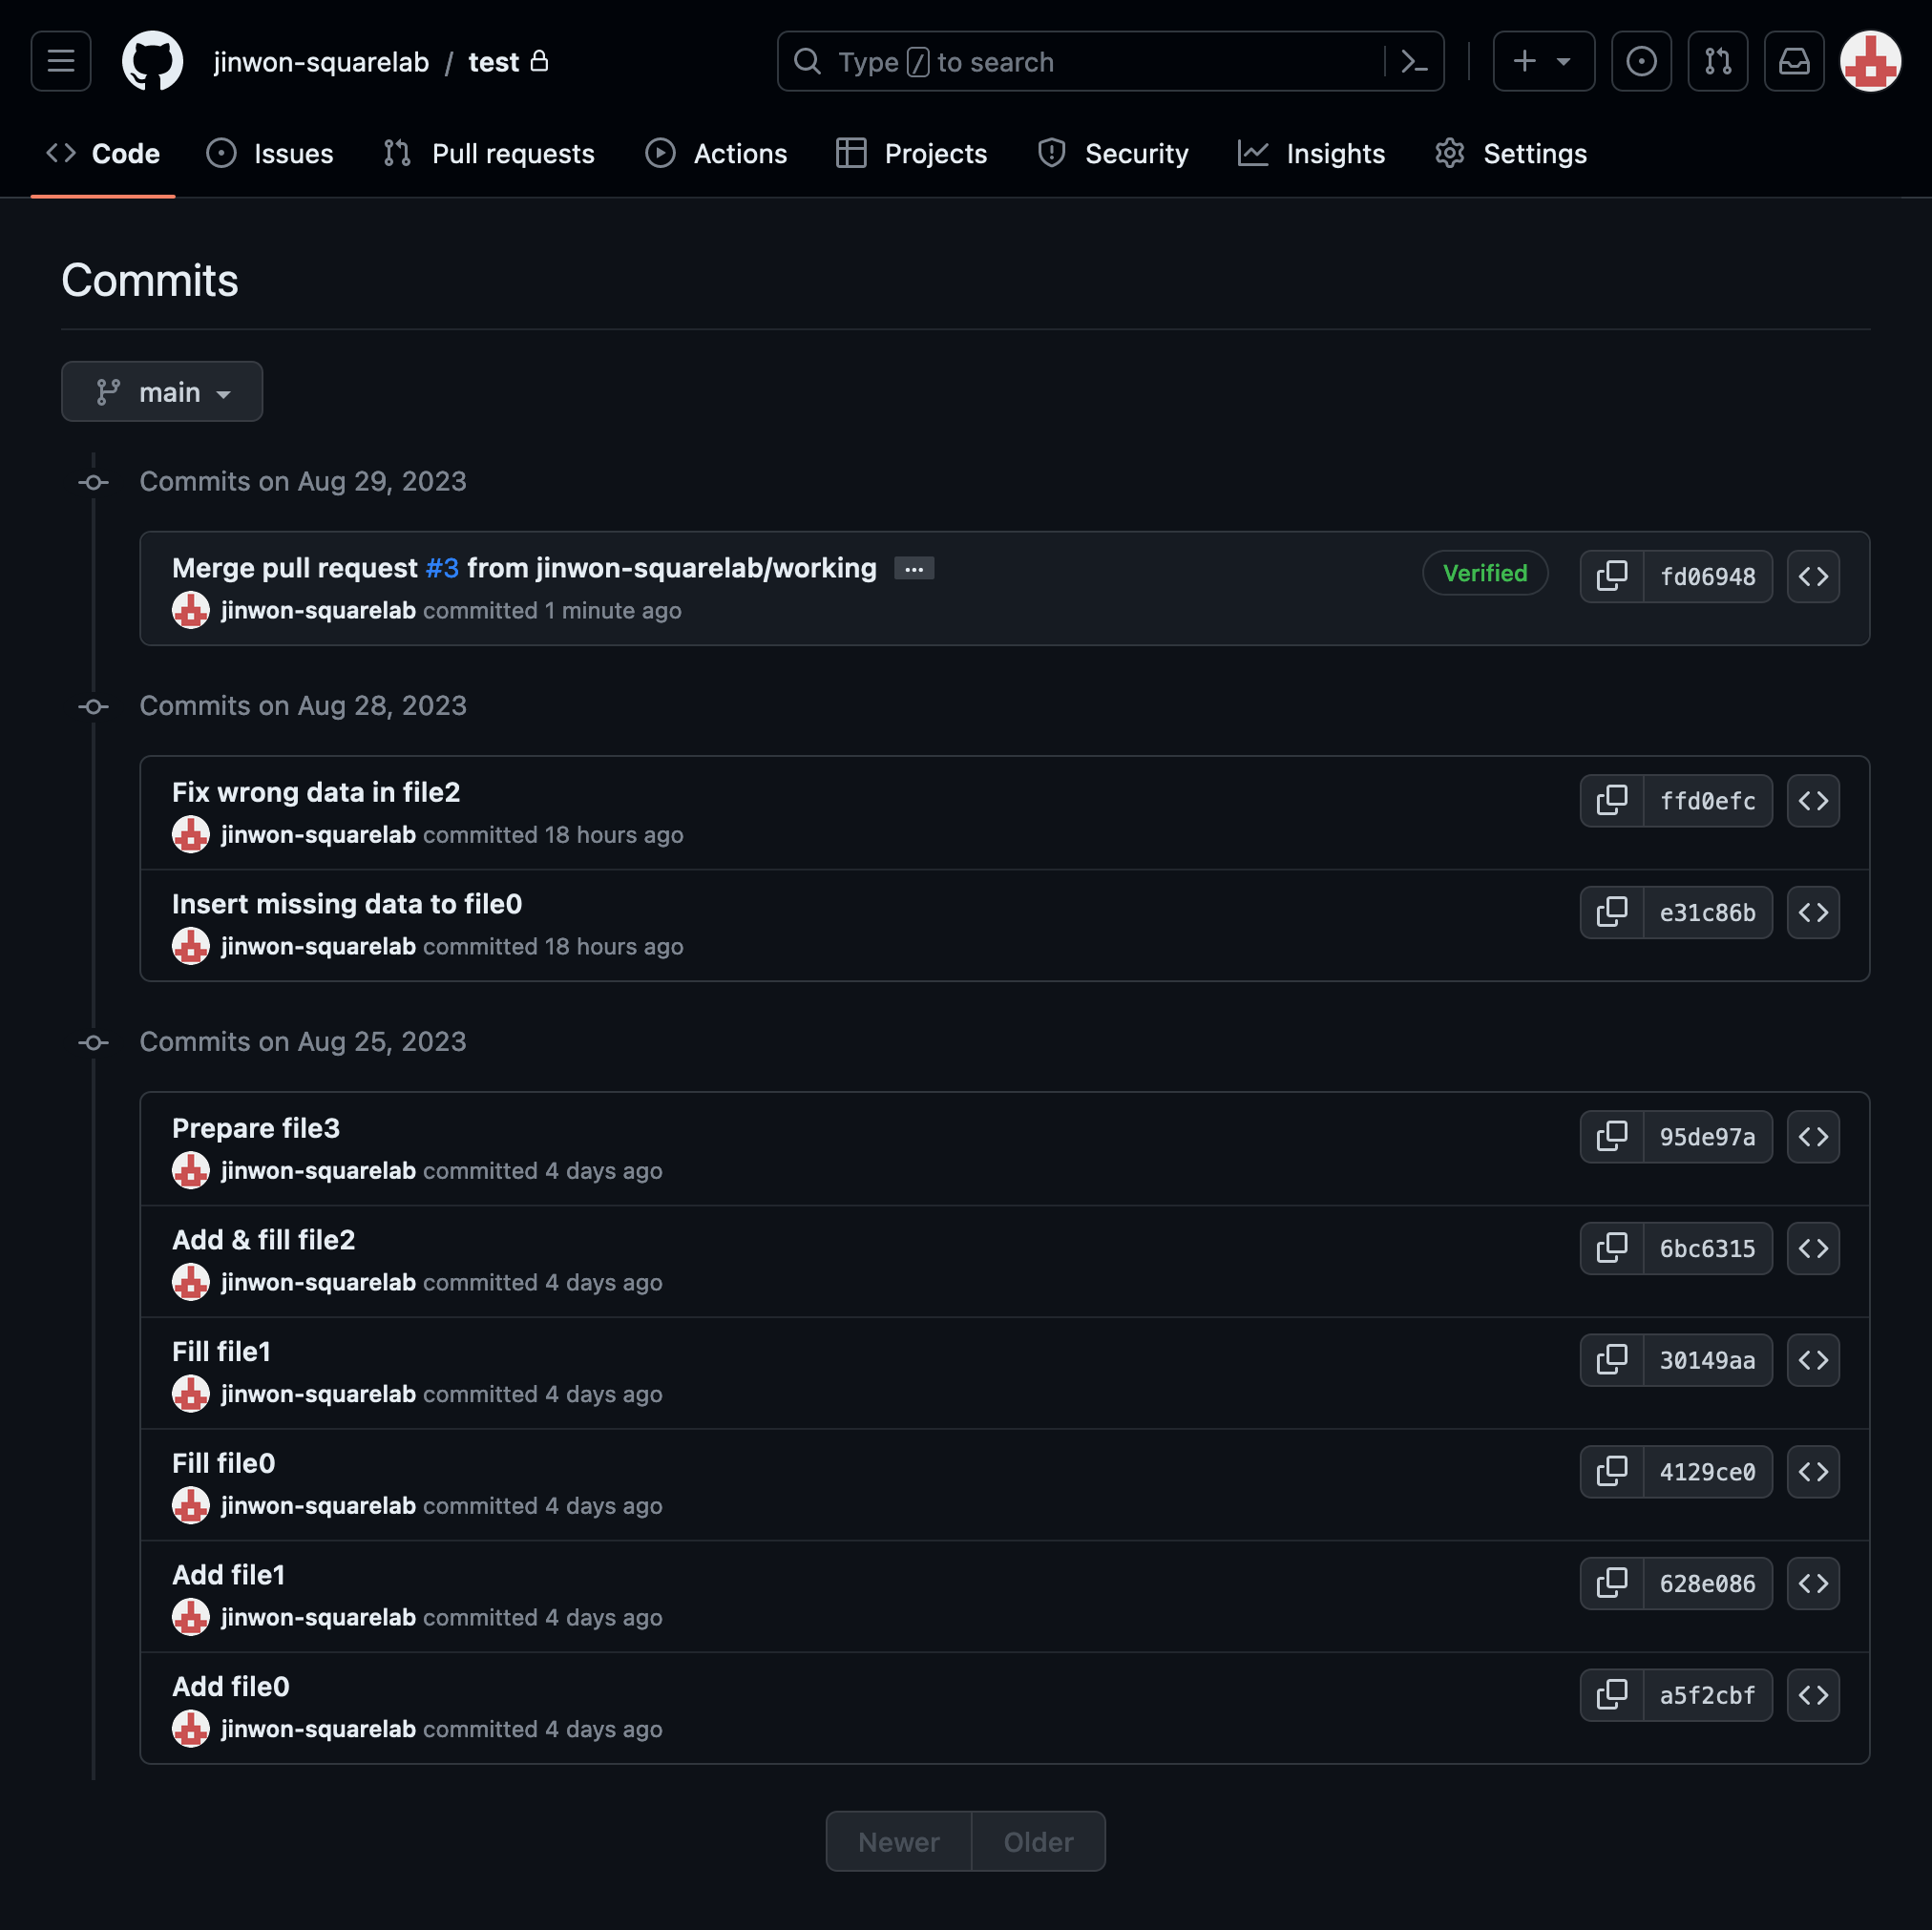 jinwon-squarelab / test
Type / to search
Code Issues Pull requests Actions Projects Security Insights Settings
Commits
main
Commits on Aug 29, 2023
Merge pull request #3 from jinwon-squarelab/working ... Verified fd06948
jinwon-squarelab committed 1 minute ago
Commits on Aug 28, 2023
Fix wrong data in file2 ffd0efc
jinwon-squarelab committed 18 hours ago
Insert missing data to file0 e31c86b
jinwon-squarelab committed 18 hours ago
Commits on Aug 25, 2023
Prepare file3 95de97a
jinwon-squarelab committed 4 days ago
Add & fill file2 6bc6315
jinwon-squarelab committed 4 days ago
Fill file1 30149aa
jinwon-squarelab committed 4 days ago
Fill file0 4129ce0
jinwon-squarelab committed 4 days ago
Add file1 628e086
jinwon-squarelab committed 4 days ago
Add file0 a5f2cbf
jinwon-squarelab committed 4 days ago
Newer Older